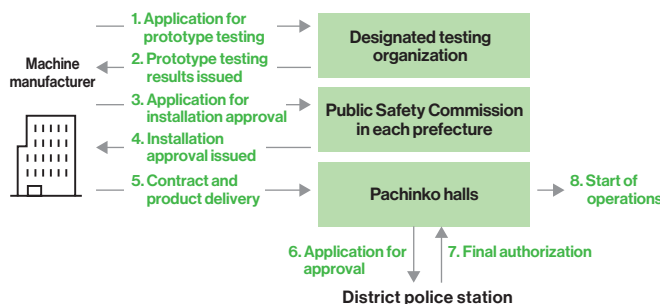 1. Application for
prototype testing
Designated testing
organization
Machine
manufacturer
2. Prototype testing
results issued
3. Application for
installation approval
Public Safety Commission
in each prefecture
4. Installation
approval issued
5. Contract and
product delivery
Pachinko halls
8. Start of
operations
6. Application for
approval
7. Final authorization
District police station